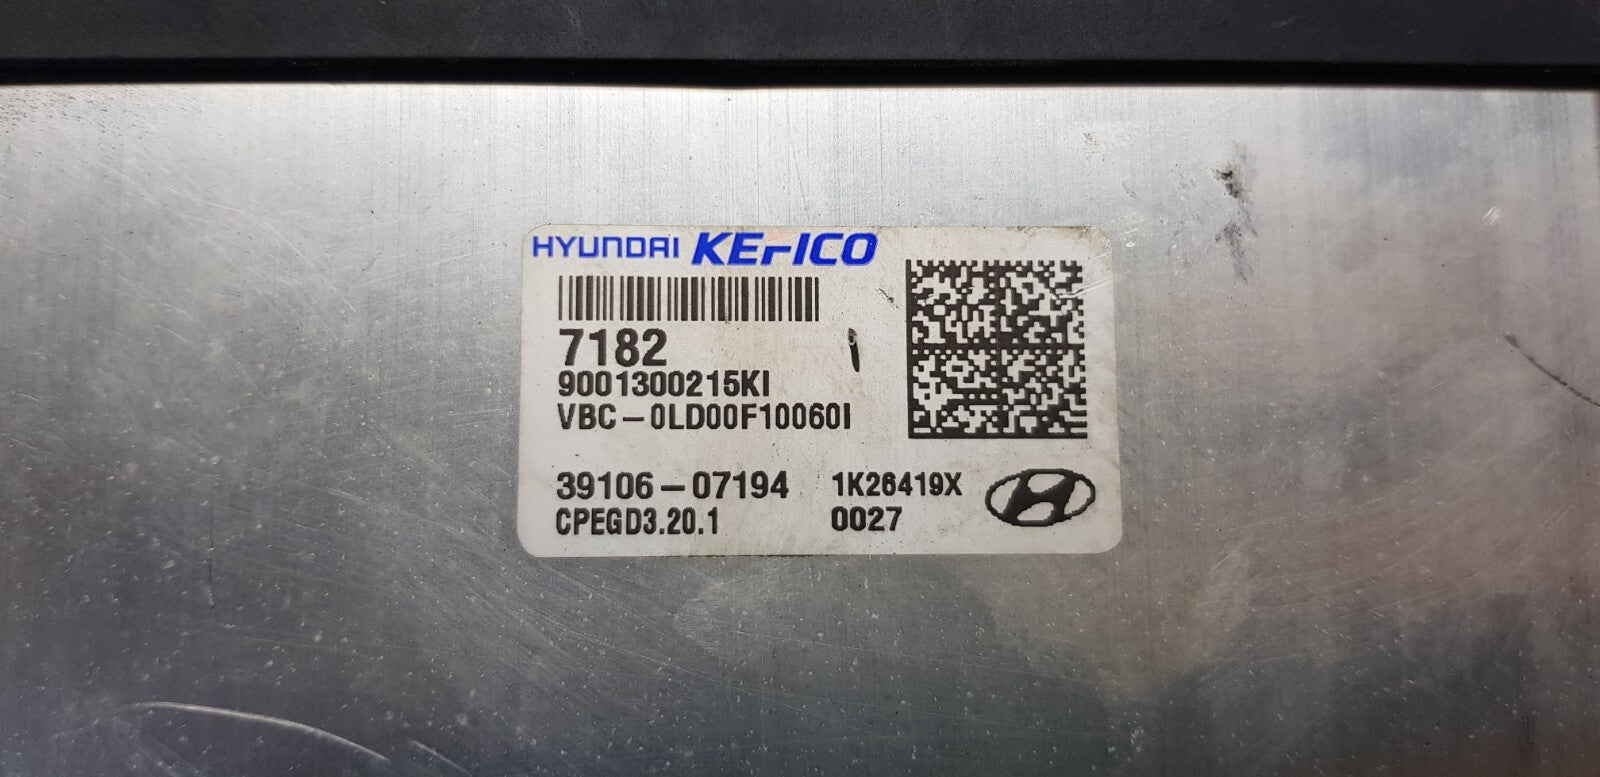 HYUNDAI KEFICO
7182
9001300215KI
VBC-0LD00F10060I
39106-07194 1K26419X
CPEGD3.20.1 0027